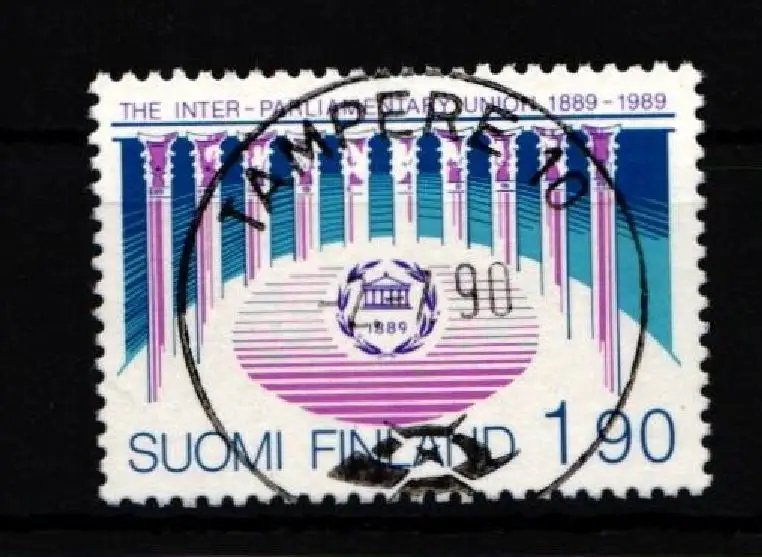 THE INTER-PARLIAMENTARY UNION 1889-1989
TAMPERE 10
90
1889
SUOMI FINLAND 1,90